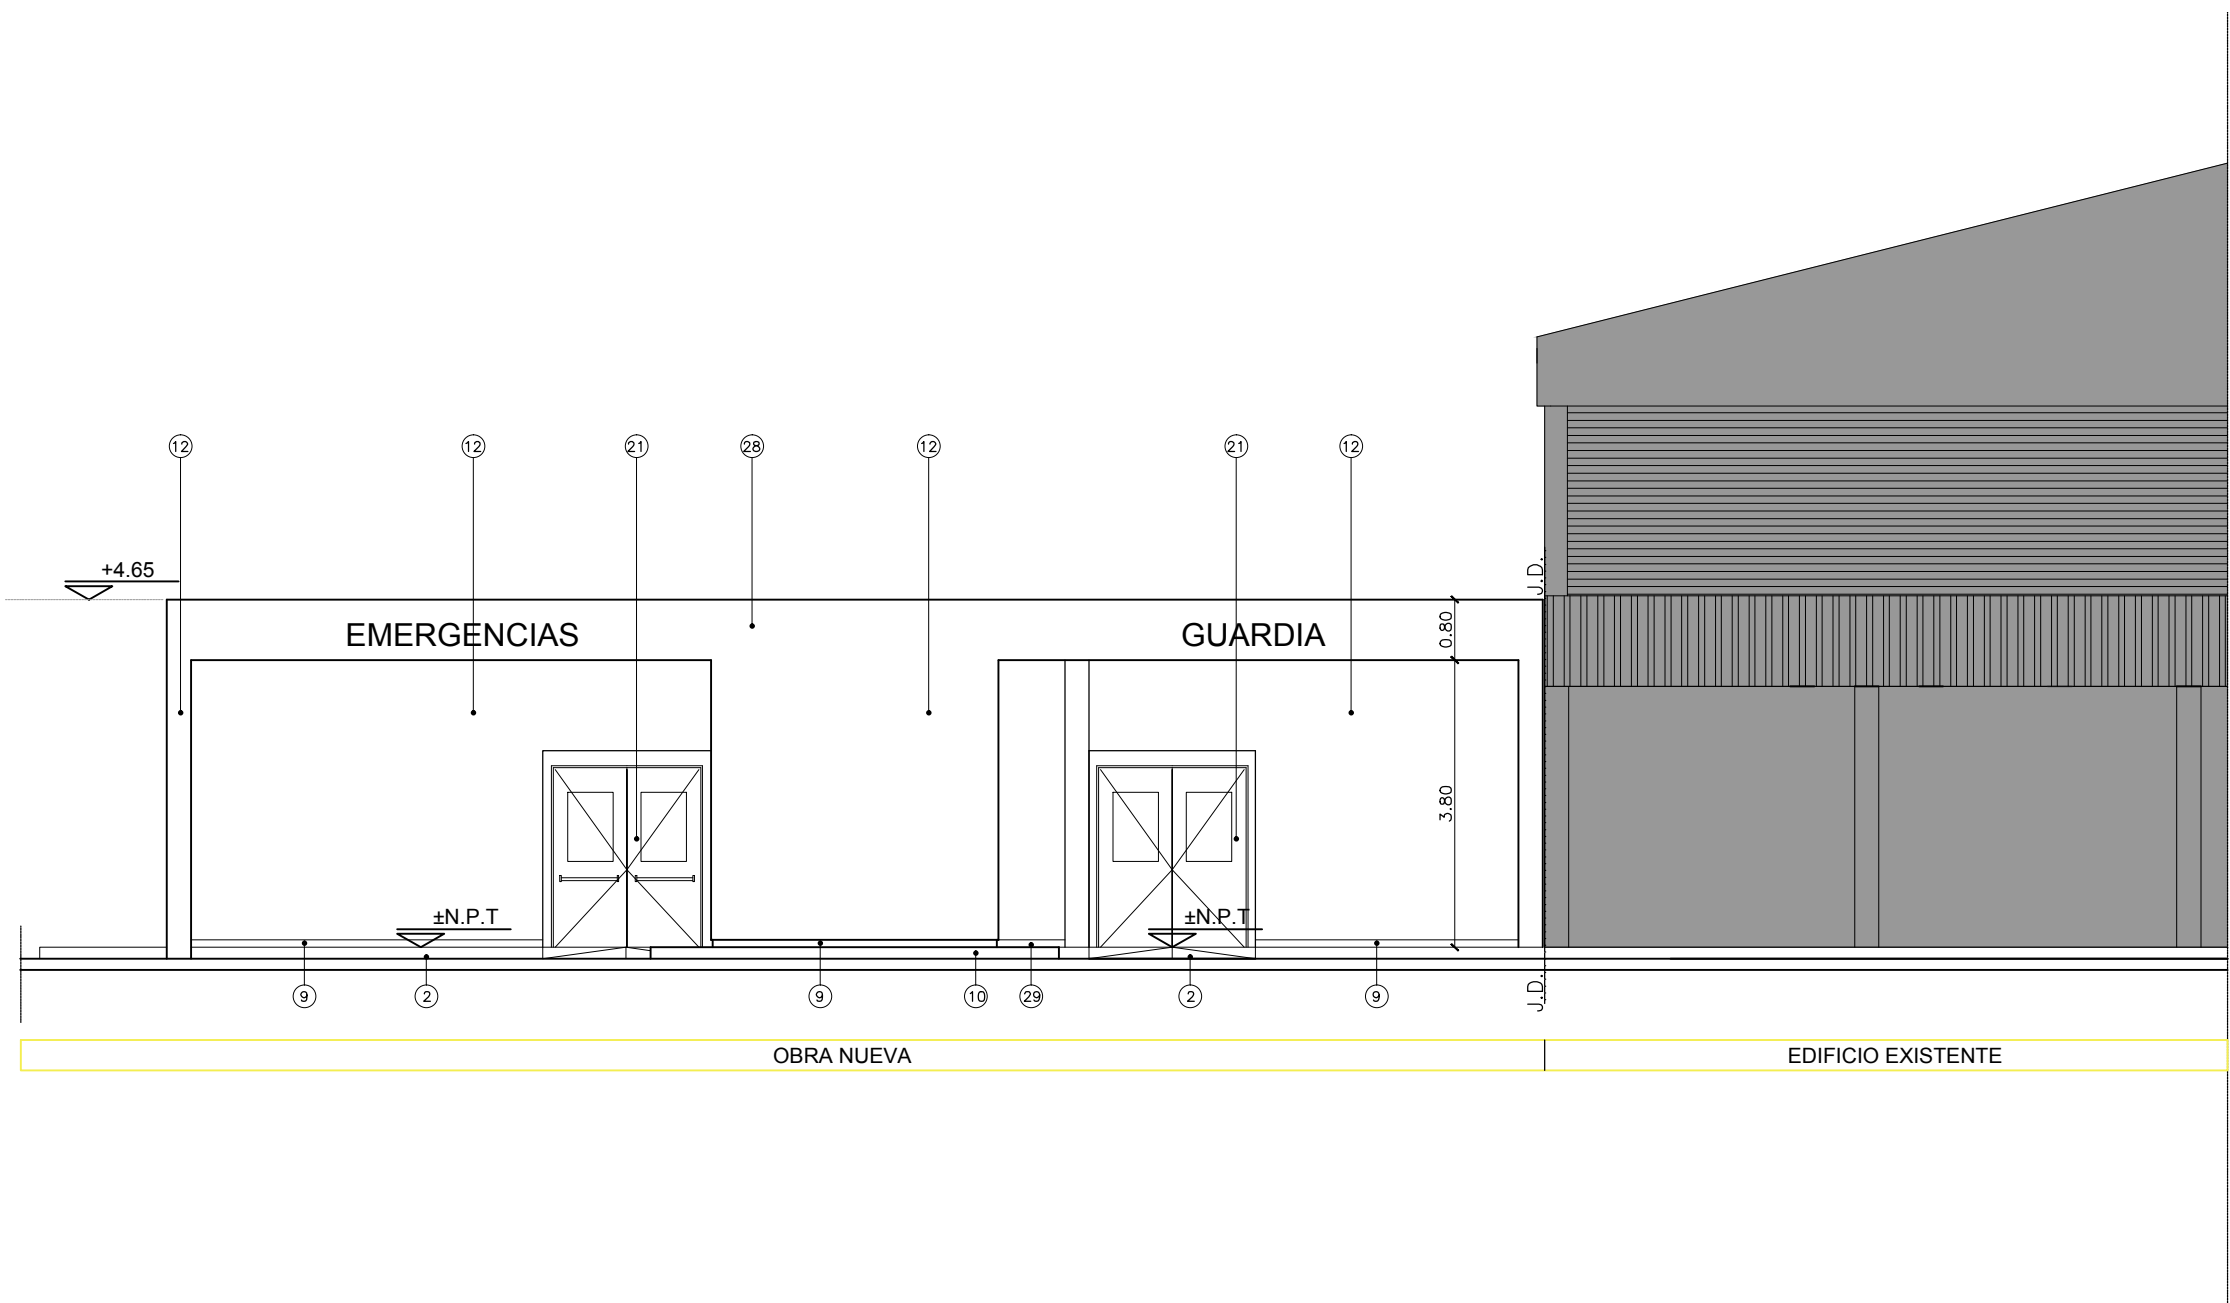 12
12
21
28
12
21
12
+4.65
J.D.
EMERGENCIAS
GUARDIA
0.80
3.80
±N.P.T
±N.P.T
9
2
9
10
29
2
9
J.D.
OBRA NUEVA
EDIFICIO EXISTENTE